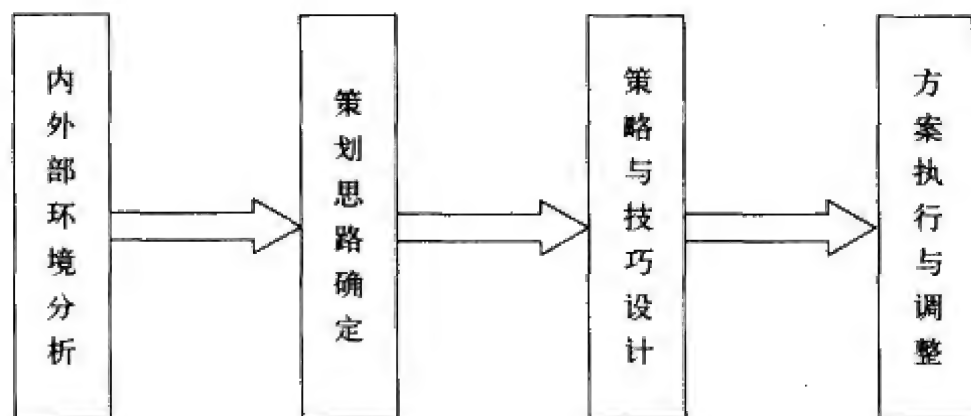 内外部环境分析
策划思路确定
策略与技巧设计
方案执行与调整